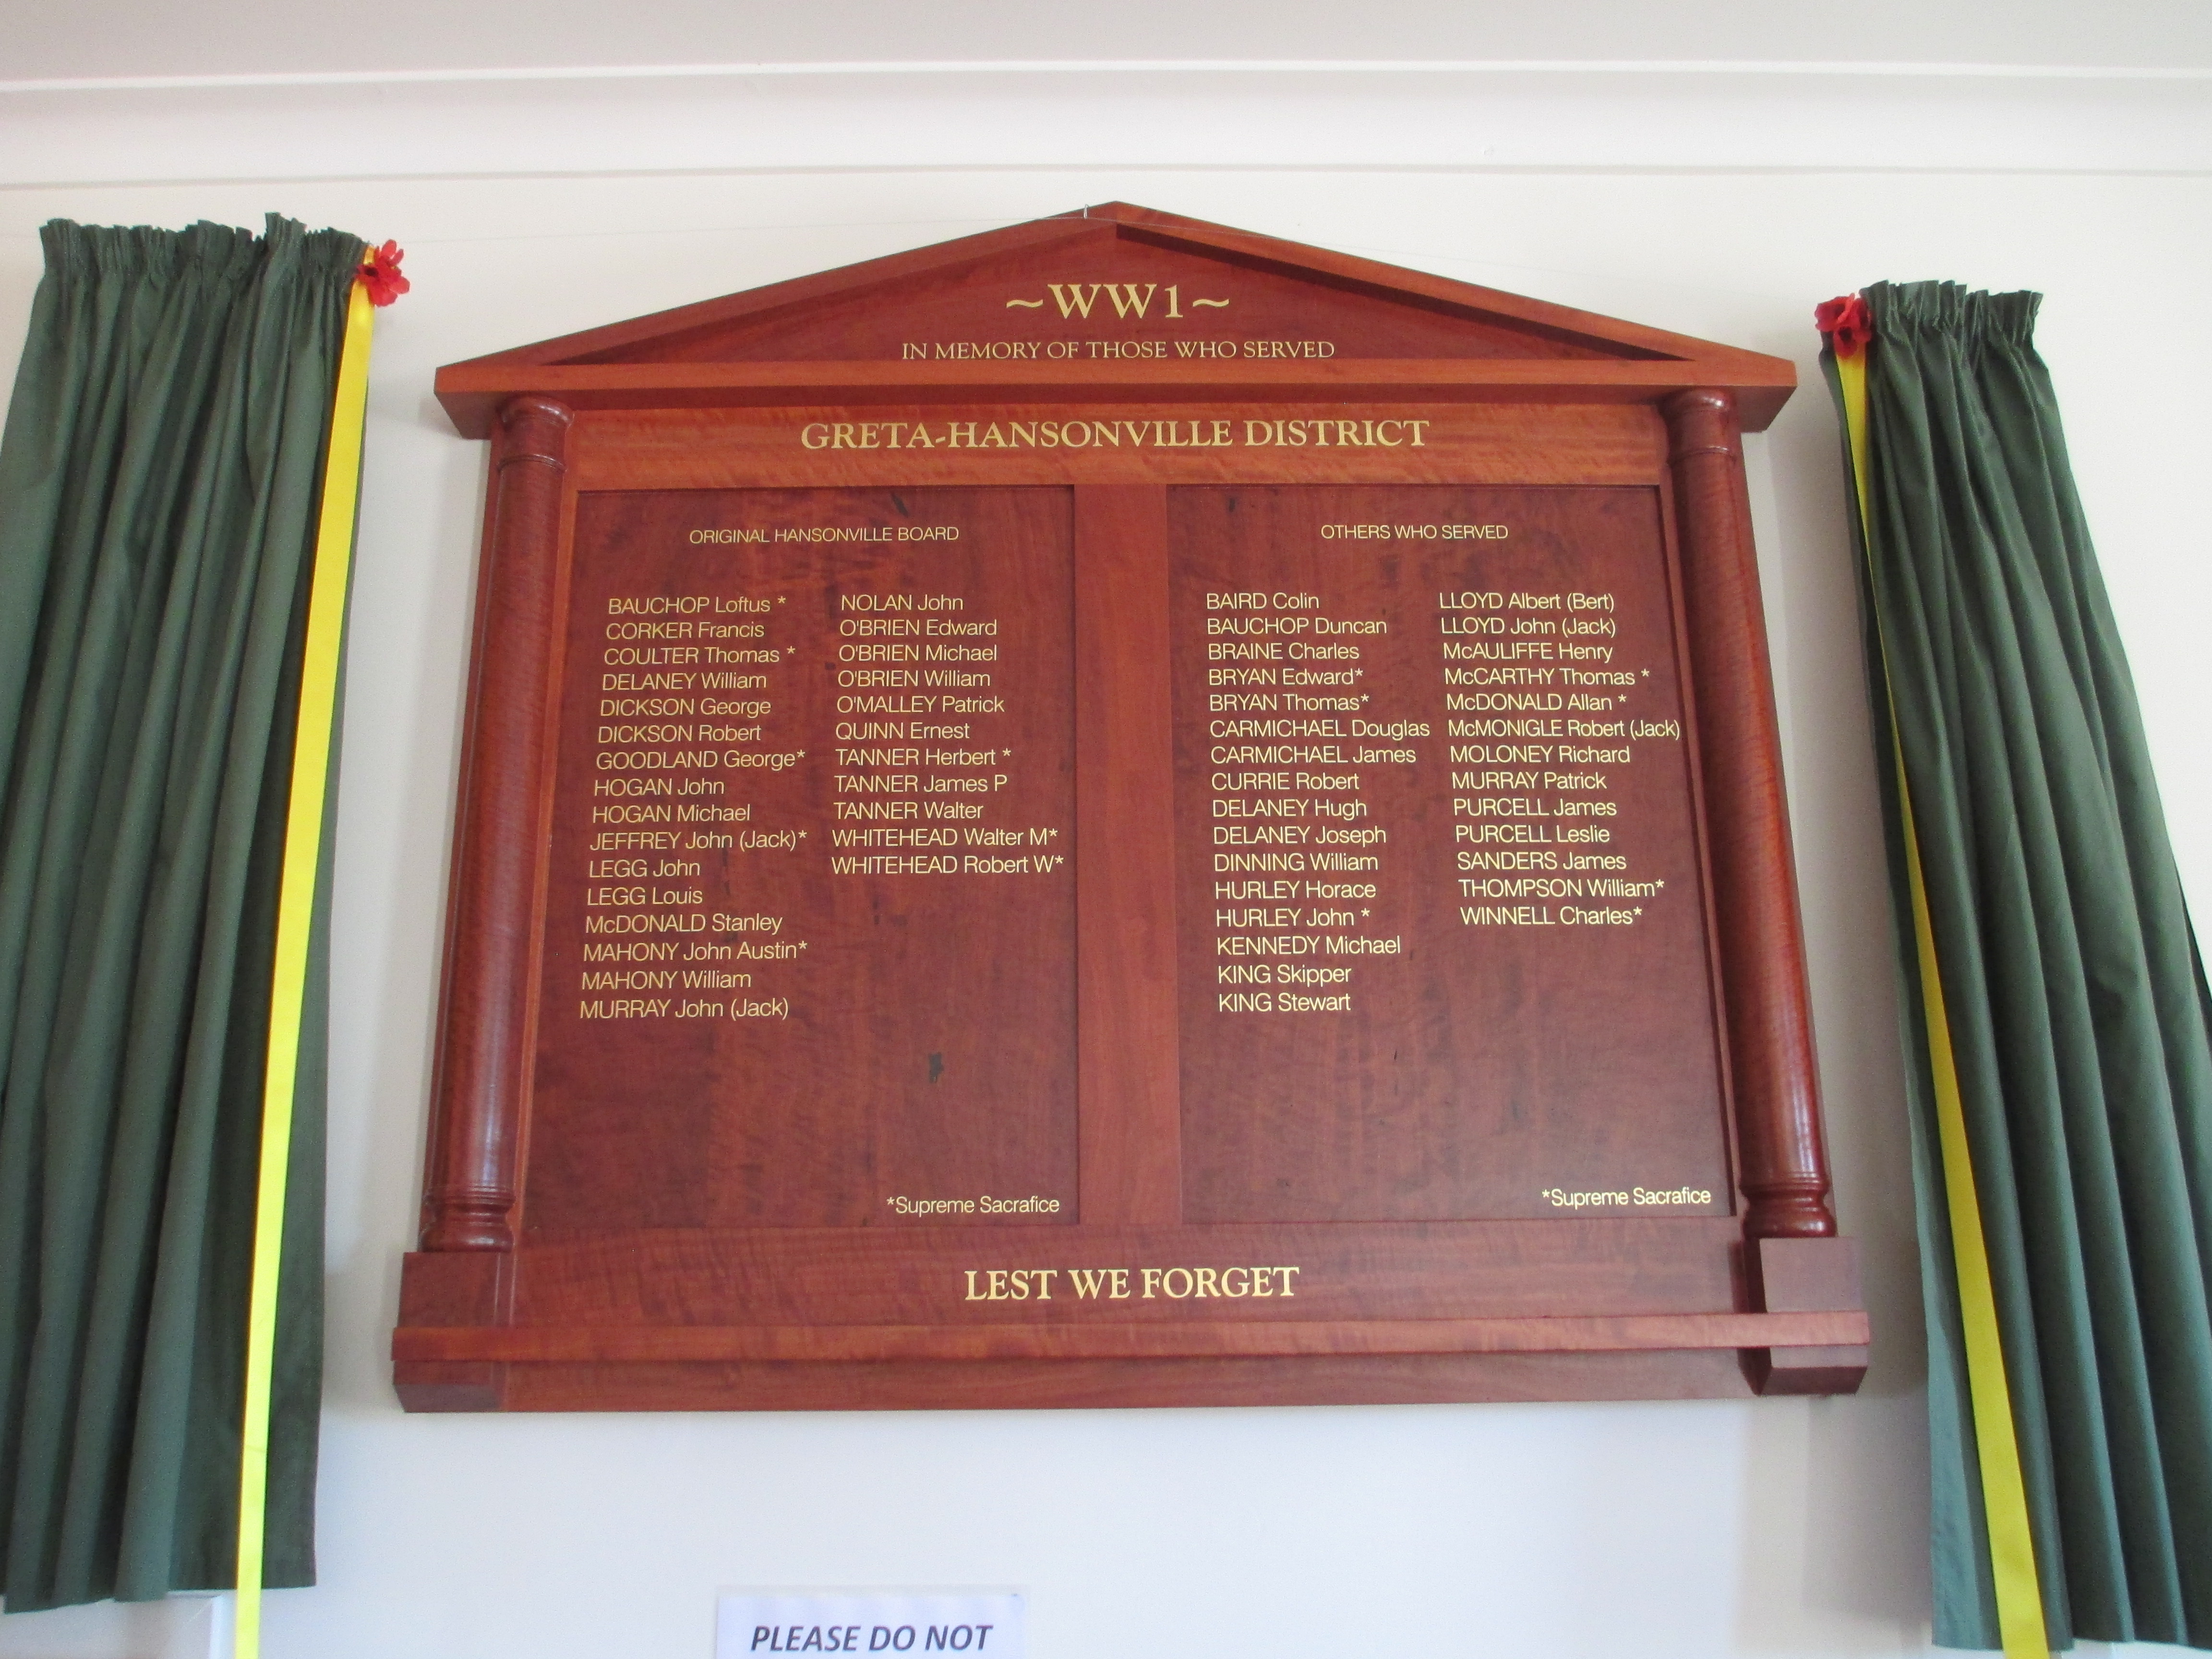 ~WW1~
IN MEMORY OF THOSE WHO SERVED
GRETA-HANSONVILLE DISTRICT
ORIGINAL HANSONVILLE BOARD
BAUCHOP Loftus *
CORKER Francis
COULTER Thomas *
DELANEY William
DICKSON George
DICKSON Robert
GOODLAND George*
HOGAN John
HOGAN Michael
JEFFREY John (Jack)*
LEGG John
LEGG Louis
McDONALD Stanley
MAHONY John Austin*
MAHONY William
MURRAY John (Jack)
NOLAN John
O'BRIEN Edward
O'BRIEN Michael
O'BRIEN William
O'MALLEY Patrick
QUINN Ernest
TANNER Herbert *
TANNER James P
TANNER Walter
WHITEHEAD Walter M*
WHITEHEAD Robert W*
*Supreme Sacrafice
OTHERS WHO SERVED
BAIRD Colin
BAUCHOP Duncan
BRAINE Charles
BRYAN Edward*
BRYAN Thomas*
CARMICHAEL Douglas
CARMICHAEL James
CURRIE Robert
DELANEY Hugh
DELANEY Joseph
DINNING William
HURLEY Horace
HURLEY John *
KENNEDY Michael
KING Skipper
KING Stewart
LLOYD Albert (Bert)
LLOYD John (Jack)
McAULIFFE Henry
McCARTHY Thomas *
McDONALD Allan *
McMONIGLE Robert (Jack)
MOLONEY Richard
MURRAY Patrick
PURCELL James
PURCELL Leslie
SANDERS James
THOMPSON William*
WINNELL Charles*
*Supreme Sacrafice
LEST WE FORGET
PLEASE DO NOT